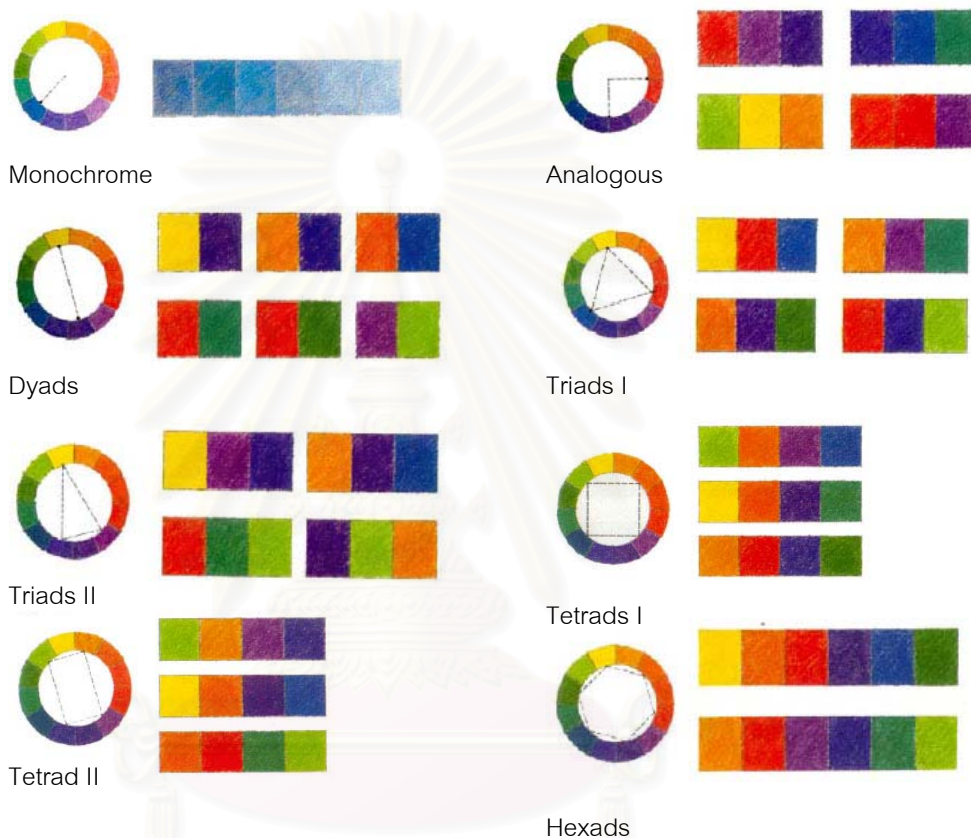 Monochrome
Analogous
Dyads
Triads I
Triads II
Tetrads I
Tetrad II
Hexads